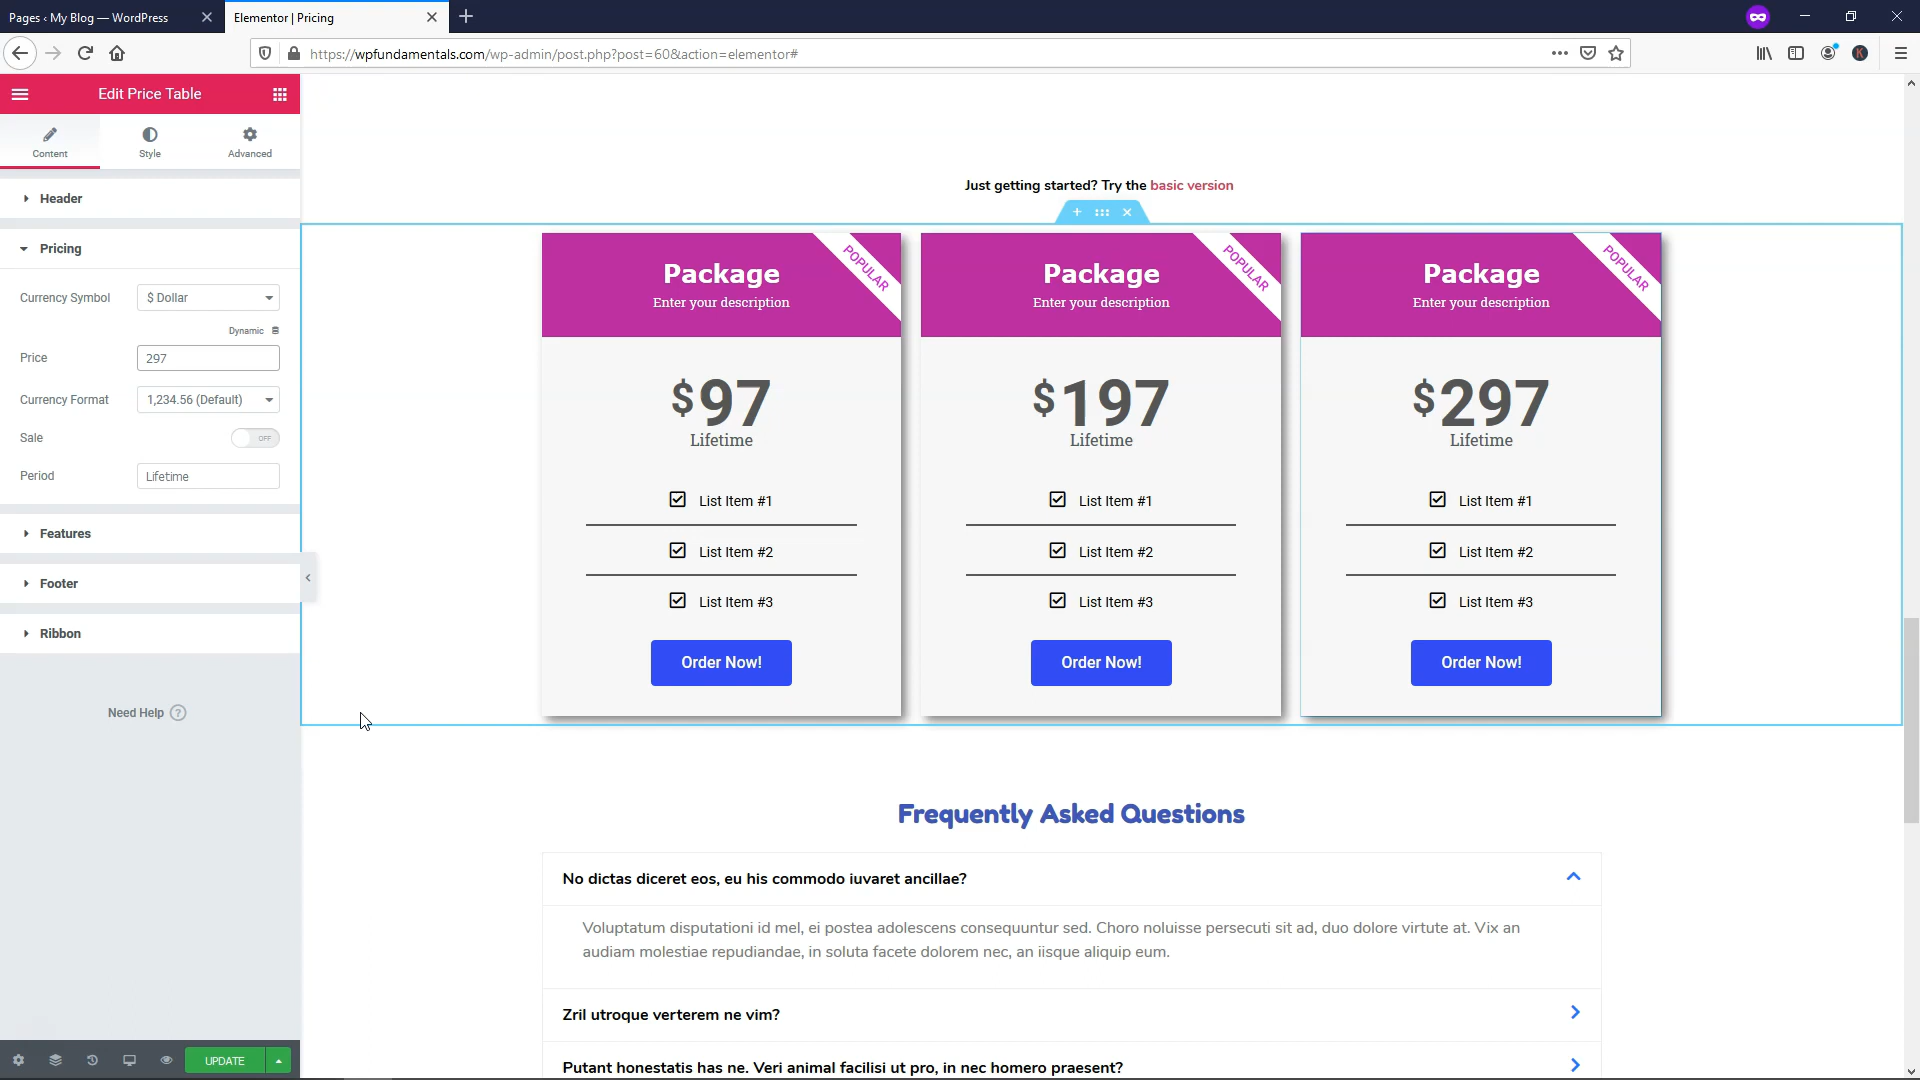 Pages ‹ My Blog — WordPress
Elementor | Pricing
https://wpfundamentals.com/wp-admin/post.php?post=60&action=elementor#
K
Edit Price Table
Content
Style
Advanced
Header
Pricing
Currency Symbol
$ Dollar
Dynamic
Price
297
Currency Format
1,234.56 (Default)
Sale
OFF
Period
Lifetime
Features
Footer
Ribbon
Need Help ?
UPDATE
Just getting started? Try the basic version
Package
Enter your description
POPULAR
$97
Lifetime
List Item #1
List Item #2
List Item #3
Order Now!
Package
Enter your description
POPULAR
$197
Lifetime
List Item #1
List Item #2
List Item #3
Order Now!
Package
Enter your description
POPULAR
$297
Lifetime
List Item #1
List Item #2
List Item #3
Order Now!
Frequently Asked Questions
No dictas diceret eos, eu his commodo iuvaret ancillae?
Voluptatum disputationi id mel, ei postea adolescens consequuntur sed. Choro noluisse persecuti sit ad, duo dolore virtute at. Vix an
audiam molestiae repudiandae, in soluta facete dolorem nec, an iisque aliquip eum.
Zril utroque verterem ne vim?
Putant honestatis has ne. Veri animal facilisi ut pro, in nec homero praesent?